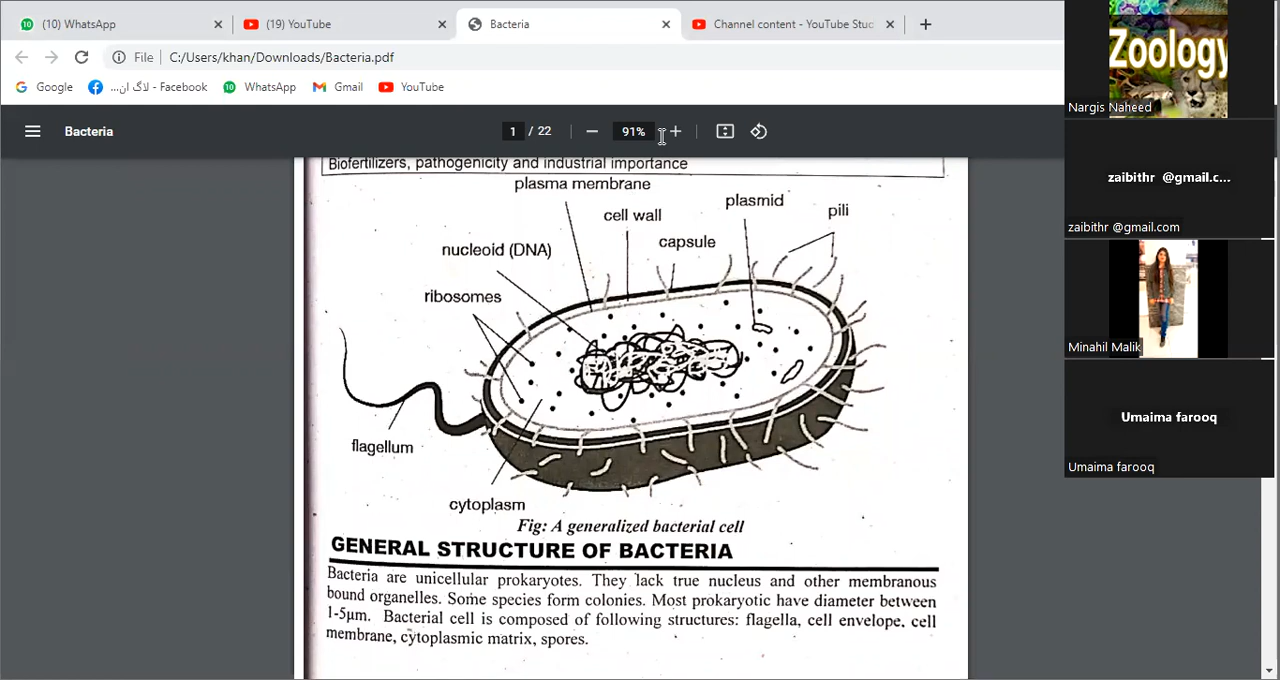 (10) WhatsApp
(19) YouTube
Bacteria
Channel content - YouTube Stuc
File C:/Users/khan/Downloads/Bacteria.pdf
Google
Facebook - لاگ ان...
WhatsApp
Gmail
YouTube
Bacteria
1 / 22
91%
Zoology
Nargis Naheed
zaibithr @gmail.c...
zaibithr @gmail.com
Minahil Malik
Umaima farooq
Umaima farooq
Biofertilizers, pathogenicity and industrial importance
plasma membrane
cell wall
plasmid
pili
nucleoid (DNA)
capsule
ribosomes
flagellum
cytoplasm
Fig: A generalized bacterial cell
GENERAL STRUCTURE OF BACTERIA
Bacteria are unicellular prokaryotes. They lack true nucleus and other membranous
bound organelles. Some species form colonies. Most prokaryotic have diameter between
1-5µm. Bacterial cell is composed of following structures: flagella, cell envelope, cell
membrane, cytoplasmic matrix, spores.